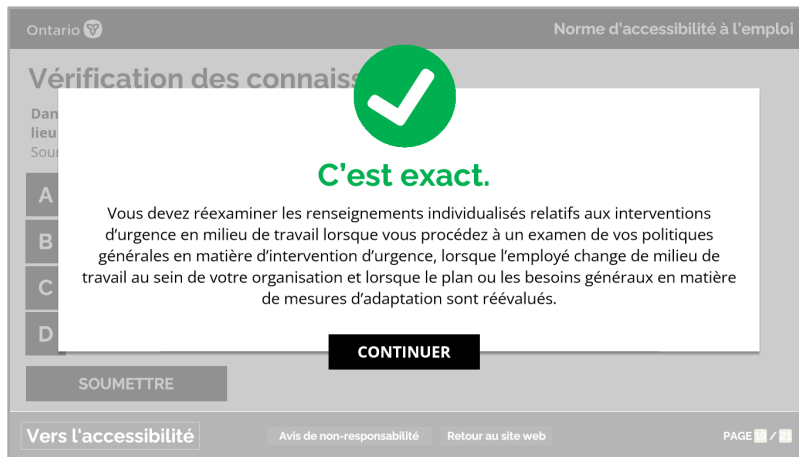 Ontario
Norme d'accessibilité à l'emploi
Vérification des connaiss
Dan
lieu
Sour
C'est exact.
A
Vous devez réexaminer les renseignements individualisés relatifs aux interventions
B
d'urgence en milieu de travail lorsque vous procédez à un examen de vos politiques
générales en matière d'intervention d'urgence, lorsque l'employé change de milieu de
C
travail au sein de votre organisation et lorsque le plan ou les besoins généraux en matière
de mesures d'adaptation sont réévalués.
D
CONTINUER
SOUMETTRE
Vers l'accessibilité
Avis de non-responsabilité
Retour au site web
PAGE 19 / 21